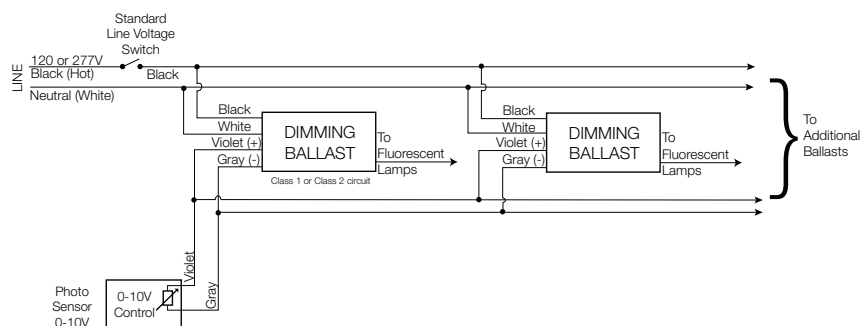 Standard
Line Voltage
Switch
LINE
120 or 277V
Black (Hot)
Black
Neutral (White)
Black
White
Violet (+)
Gray (-)
DIMMING
BALLAST
Class 1 or Class 2 circuit
To
Fluorescent
Lamps
Black
White
Violet (+)
Gray (-)
DIMMING
BALLAST
To
Fluorescent
Lamps
To
Additional
Ballasts
Violet
Gray
Photo
Sensor
0-10V
0-10V
Control